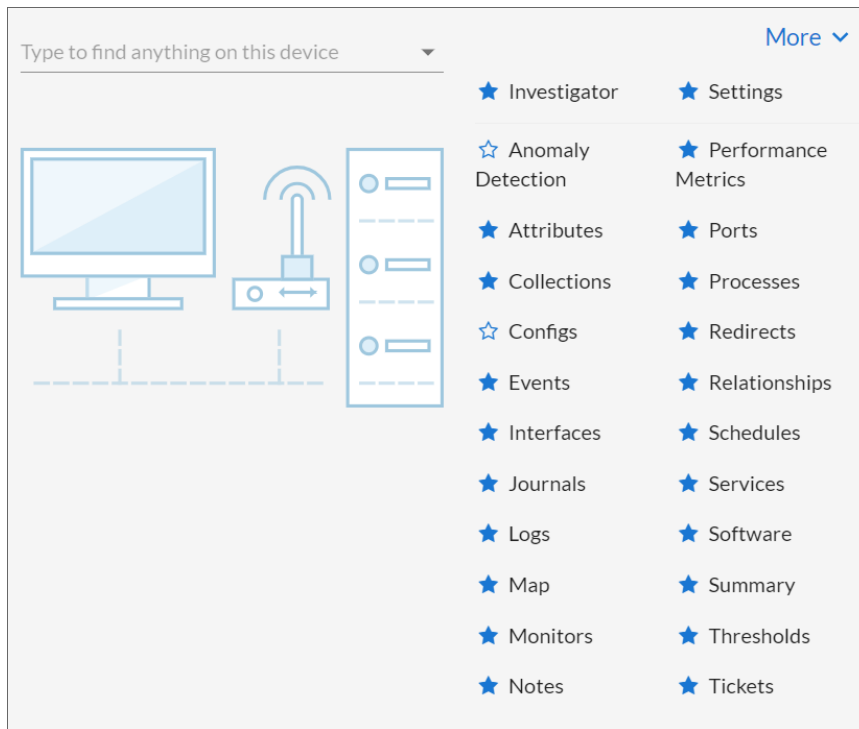 Type to find anything on this device
More
Investigator
Settings
Anomaly
Detection
Performance
Metrics
Attributes
Ports
Collections
Processes
Configs
Redirects
Events
Relationships
Interfaces
Schedules
Journals
Services
Logs
Software
Map
Summary
Monitors
Thresholds
Notes
Tickets